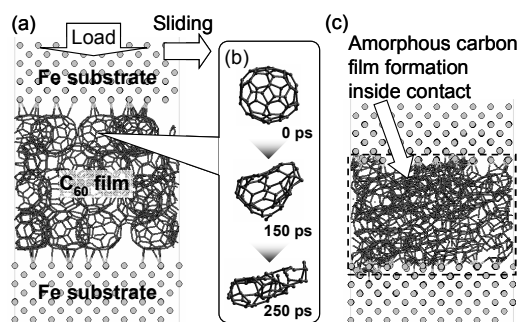 (a)
Load
Sliding
Fe substrate
C60 film
Fe substrate
(b)
0 ps
150 ps
250 ps
(c)
Amorphous carbon
film formation
inside contact